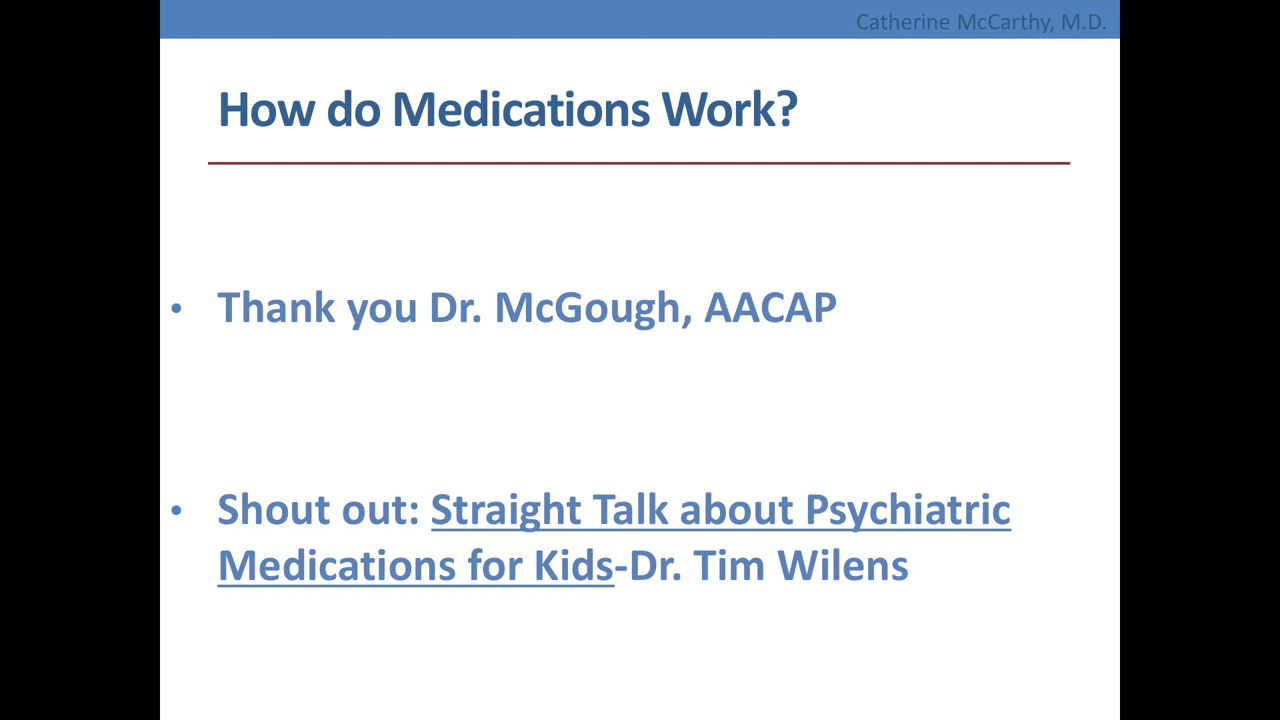 Catherine McCarthy, M.D.
How do Medications Work?
• Thank you Dr. McGough, AACAP
• Shout out: Straight Talk about Psychiatric
Medications for Kids-Dr. Tim Wilens